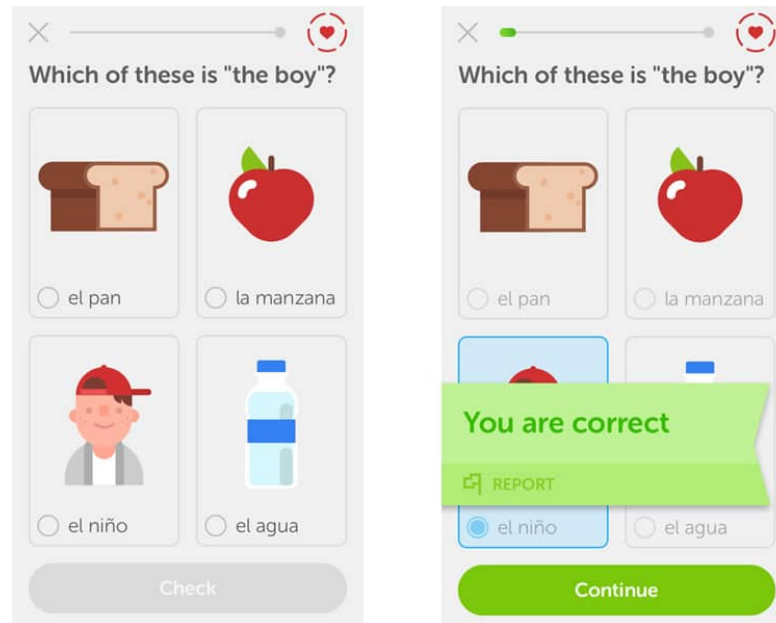 Which of these is "the boy"?
el pan
la manzana
el niño
el agua
Check
Which of these is "the boy"?
el pan
la manzana
You are correct
REPORT
el niño
el agua
Continue